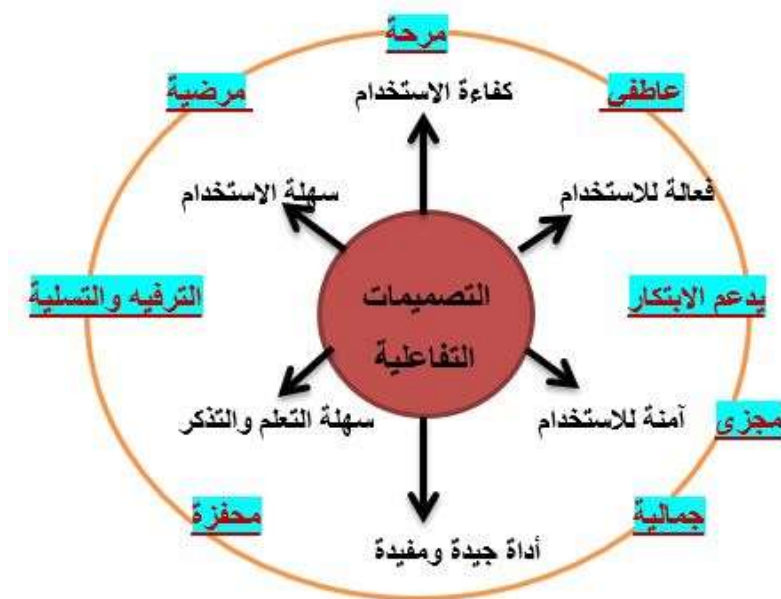 مرحة
عاطفي
مرضية
كفاءة الاستخدام
فعالة للاستخدام
سهلة الاستخدام
يدعم الابتكار
التصميمات
التفاعلية
الترفيه والتسلية
مجزى
آمنة للاستخدام
سهلة التعلم والتذكر
جمالية
محفزة
أداة جيدة ومفيدة